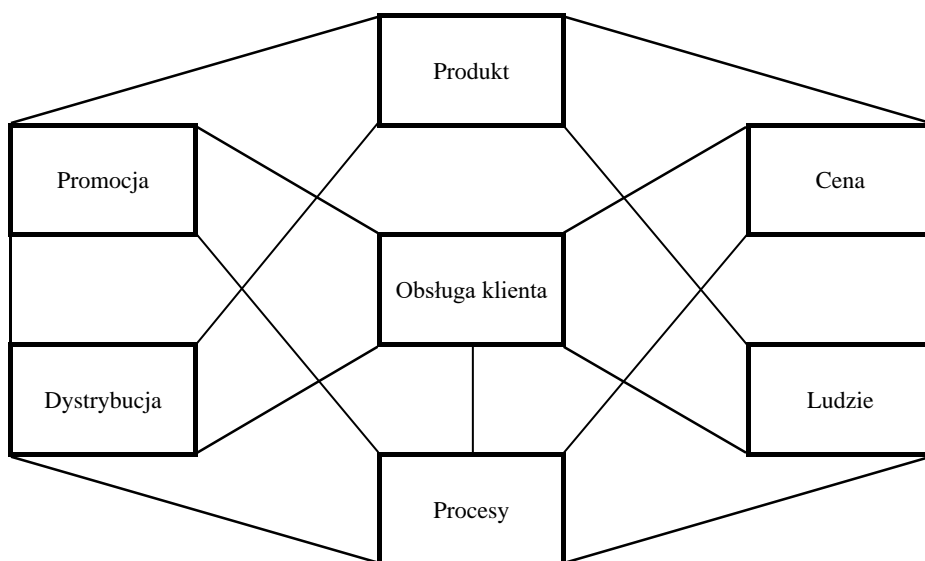 Produkt
Promocja
Cena
Obsługa klienta
Dystrybucja
Ludzie
Procesy